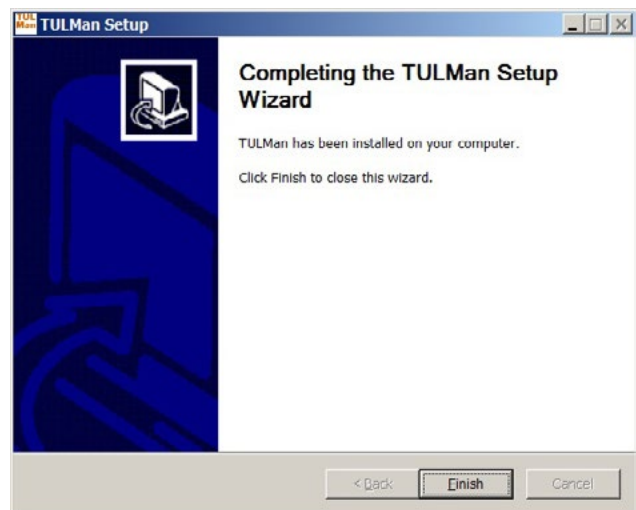 TUL
Man
TULMan Setup
Completing the TULMan Setup
Wizard
TULMan has been installed on your computer.
Click Finish to close this wizard.
< Back
Finish
Cancel